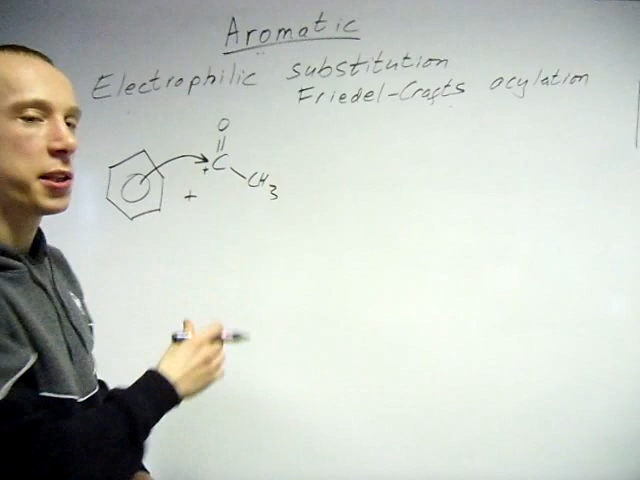 Aromatic
Electrophilic substitution
Friedel-Crafts acylation
O
+ C
CH3
+